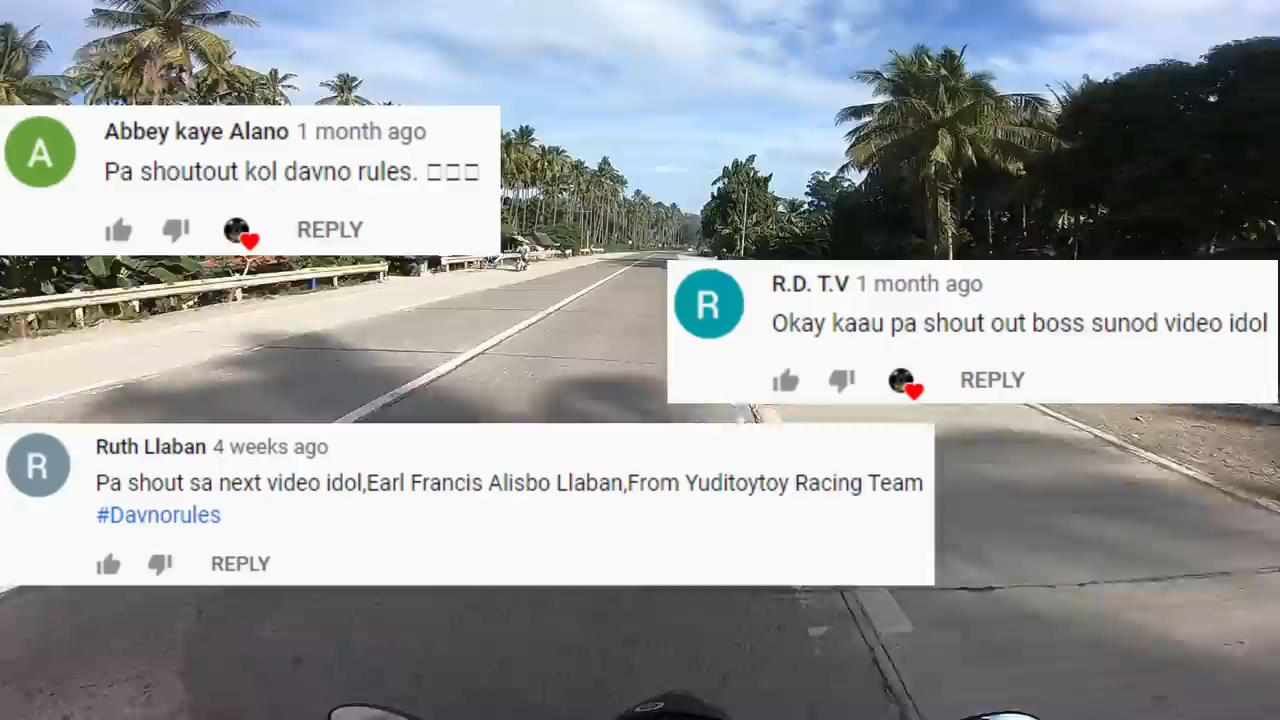 Abbey kaye Alano 1 month ago
Pa shoutout kol davno rules. □□□
REPLY
R.D. T.V 1 month ago
Okay kaau pa shout out boss sunod video idol
REPLY
Ruth Llaban 4 weeks ago
Pa shout sa next video idol,Earl Francis Alisbo Llaban,From Yuditoytoy Racing Team
#Davnorules
REPLY
A
R
R